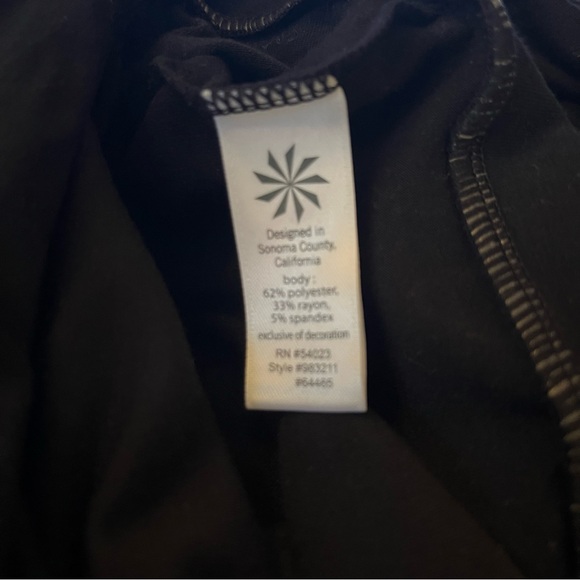 Designed in
Sonoma County,
California
body :
62% polyester,
33% rayon,
5% spandex
exclusive of decoration
RN #54023
Style #983211
#64465